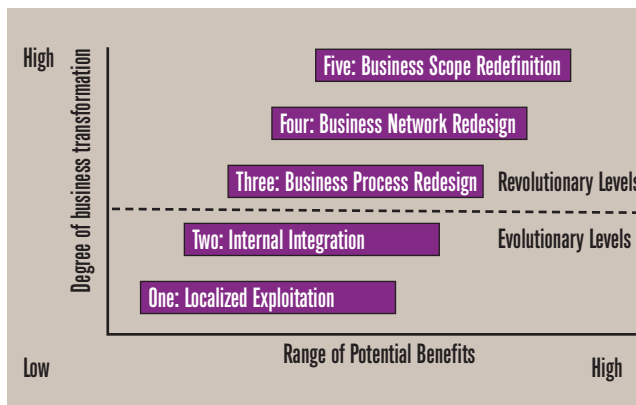 High
Degree of business transformation
Five: Business Scope Redefinition
Four: Business Network Redesign
Three: Business Process Redesign
Revolutionary Levels
Two: Internal Integration
Evolutionary Levels
One: Localized Exploitation
Low
Range of Potential Benefits
High